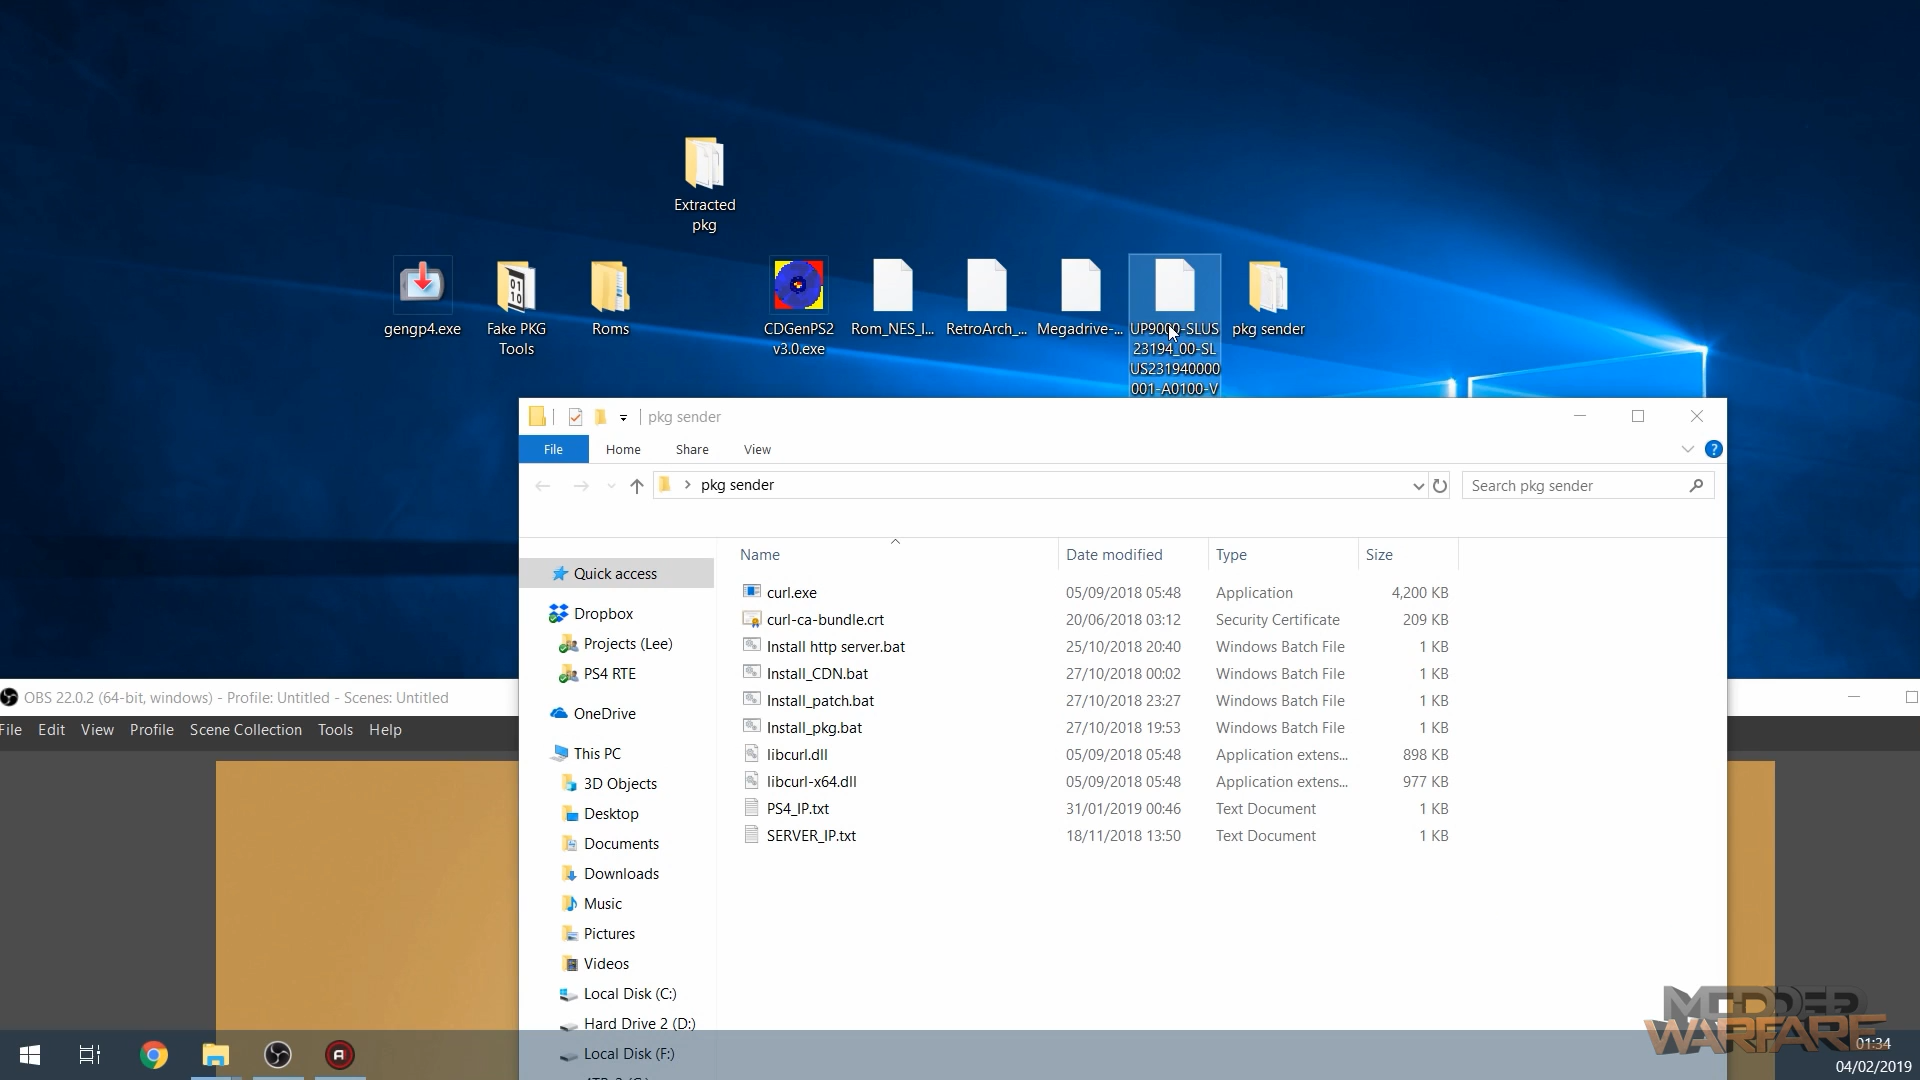 Extracted
pkg
gengp4.exe
Fake PKG
Tools
Roms
CDGenPS2
v3.0.exe
Rom_NES_I...
RetroArch_...
Megadrive-...
UP9000-SLUS
23194_00-SL
US231940000
001-A0100-V
pkg sender
pkg sender
File
Home
Share
View
?
pkg sender
Search pkg sender
Name
Date modified
Type
Size
Quick access
Dropbox
Projects (Lee)
PS4 RTE
OneDrive
This PC
3D Objects
Desktop
Documents
Downloads
Music
Pictures
Videos
Local Disk (C:)
Hard Drive 2 (D:)
Local Disk (F:)
curl.exe 05/09/2018 05:48 Application 4,200 KB
curl-ca-bundle.crt 20/06/2018 03:12 Security Certificate 209 KB
Install http server.bat 25/10/2018 20:40 Windows Batch File 1 KB
Install_CDN.bat 27/10/2018 00:02 Windows Batch File 1 KB
Install_patch.bat 27/10/2018 23:27 Windows Batch File 1 KB
Install_pkg.bat 27/10/2018 19:53 Windows Batch File 1 KB
libcurl.dll 05/09/2018 05:48 Application extens... 898 KB
libcurl-x64.dll 05/09/2018 05:48 Application extens... 977 KB
PS4_IP.txt 31/01/2019 00:46 Text Document 1 KB
SERVER_IP.txt 18/11/2018 13:50 Text Document 1 KB
OBS 22.0.2 (64-bit, windows) - Profile: Untitled - Scenes: Untitled
File Edit View Profile Scene Collection Tools Help
MODDED
WARFARE
01:34
04/02/2019